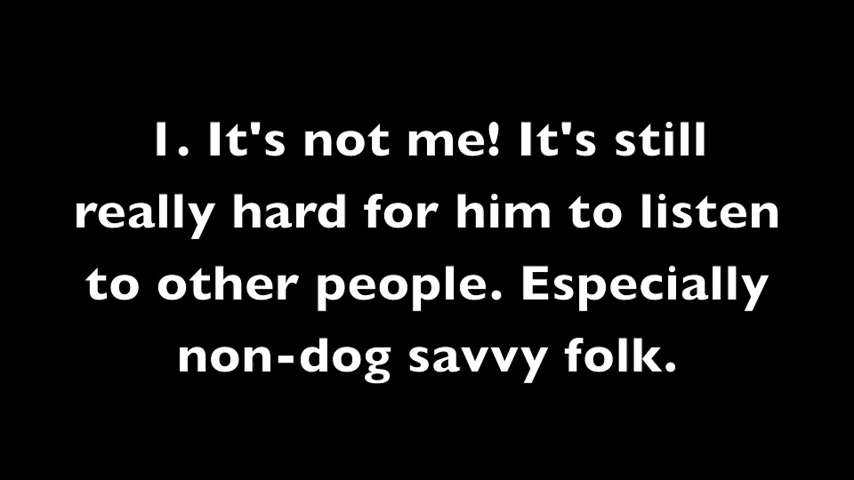 1. It's not me! It's still
really hard for him to listen
to other people. Especially
non-dog savvy folk.